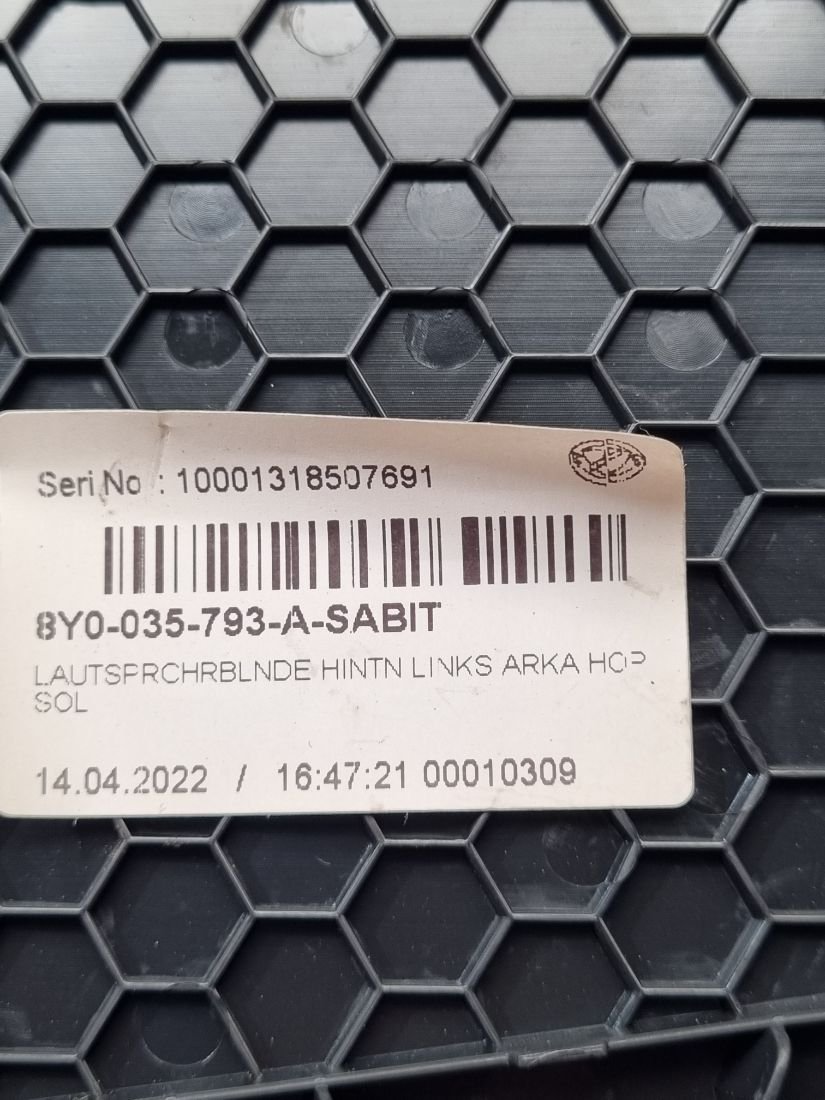 Seri No : 10001318507691
8Y0-035-793-A-SABIT
LAUTSPRCHRBLNDE HINTN LINKS ARKA HOP
SOL
14.04.2022 / 16:47:21 00010309